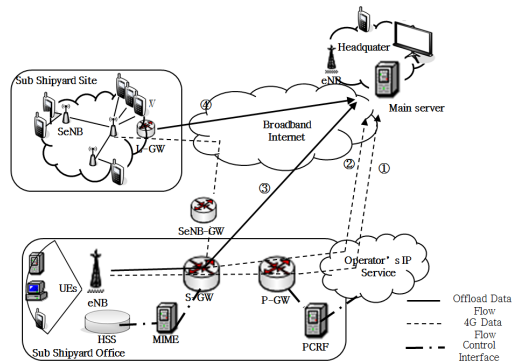 Headquater
eNB
Main server
Sub Shipyard Site
SeNB
L-GW
④
Broadband
Internet
②
①
③
SeNB-GW
Operator's IP
Service
UEs
eNB
S-GW
P-GW
HSS
MIME
PCRF
Sub Shipyard Office
Offload Data
Flow
4G Data
Flow
Control
Interface